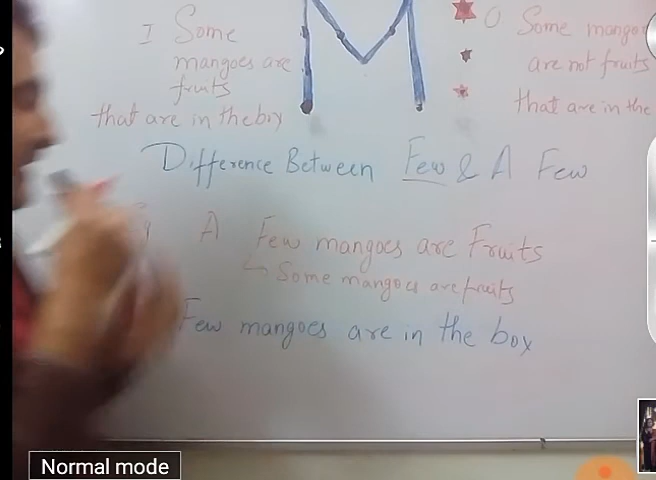 I Some
mangoes are
fruits
that are in the box
O Some mango
are not fruits
that are in the
Difference Between Few & A Few
A Few mangoes are Fruits
Some mangoes are fruits
Few mangoes are in the box
Normal mode